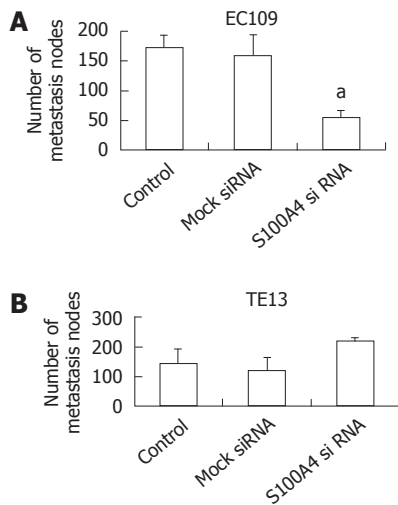 A
EC109
Number of
metastasis nodes
200
150
100
50
0
a
Control
Mock siRNA
S100A4 si RNA
B
TE13
Number of
metastasis nodes
300
200
100
0
Control
Mock siRNA
S100A4 si RNA